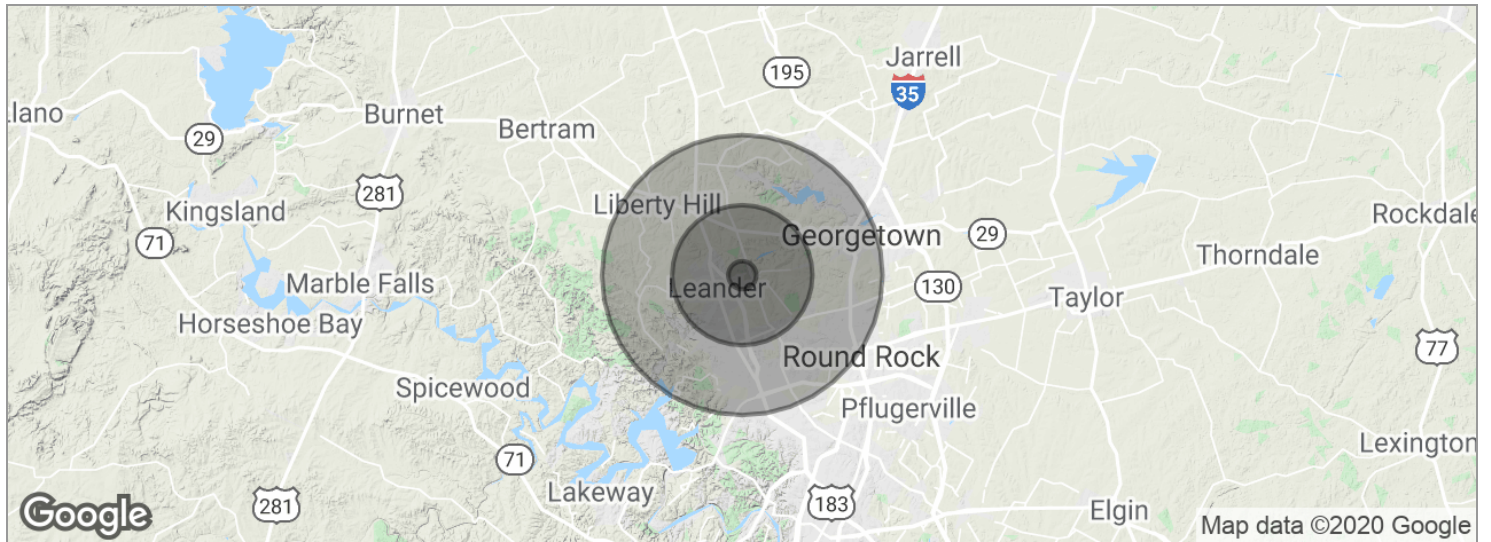 Jarrell
195
35
.lano
Burnet
Bertram
29
281
Liberty Hill
Kingsland
Rockdale
71
Georgetown
29
Thorndale
Marble Falls
Leander
130
Taylor
Horseshoe Bay
Round Rock
77
Spicewood
Pflugerville
Lexington
71
Lakeway
281
183
Elgin
Google
Map data ©2020 Google